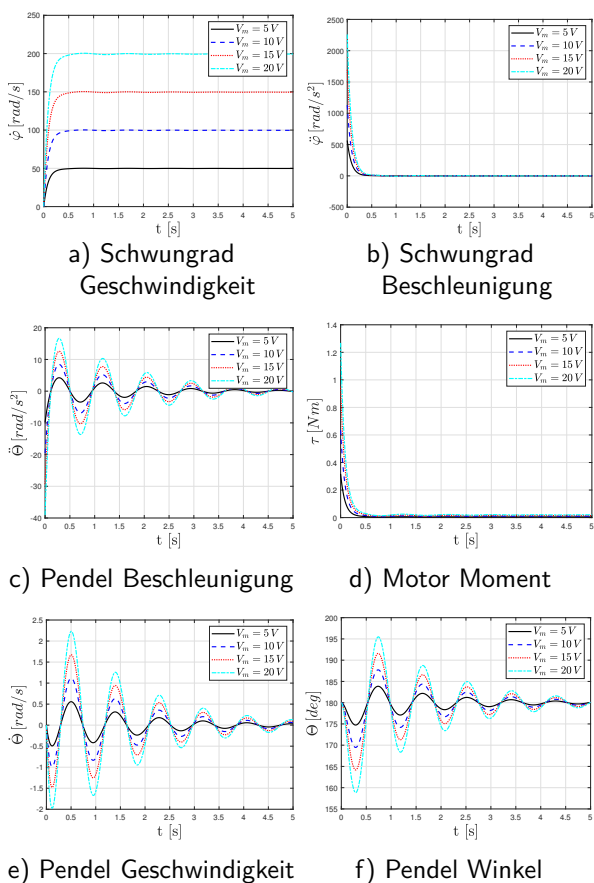 V_m = 5 V
V_m = 10 V
V_m = 15 V
V_m = 20 V
250
200
150
100
50
0
φ̇ [rad/s]
0 0.5 1 1.5 2 2.5 3 3.5 4 4.5 5
t [s]
a) Schwungrad
Geschwindigkeit
V_m = 5 V
V_m = 10 V
V_m = 15 V
V_m = 20 V
2500
2000
1500
1000
500
0
-500
φ̈ [rad/s²]
0 0.5 1 1.5 2 2.5 3 3.5 4 4.5 5
t [s]
b) Schwungrad
Beschleunigung
V_m = 5 V
V_m = 10 V
V_m = 15 V
V_m = 20 V
20
10
0
-10
-20
-30
-40
Θ̈ [rad/s²]
0 0.5 1 1.5 2 2.5 3 3.5 4 4.5 5
t [s]
c) Pendel Beschleunigung
V_m = 5 V
V_m = 10 V
V_m = 15 V
V_m = 20 V
1.4
1.2
1
0.8
0.6
0.4
0.2
0
τ [Nm]
0 0.5 1 1.5 2 2.5 3 3.5 4 4.5 5
t [s]
d) Motor Moment
V_m = 5 V
V_m = 10 V
V_m = 15 V
V_m = 20 V
2.5
2
1.5
1
0.5
0
-0.5
-1
-1.5
-2
Θ̇ [rad/s]
0 0.5 1 1.5 2 2.5 3 3.5 4 4.5 5
t [s]
e) Pendel Geschwindigkeit
V_m = 5 V
V_m = 10 V
V_m = 15 V
V_m = 20 V
200
195
190
185
180
175
170
165
160
155
Θ [deg]
0 0.5 1 1.5 2 2.5 3 3.5 4 4.5 5
t [s]
f) Pendel Winkel